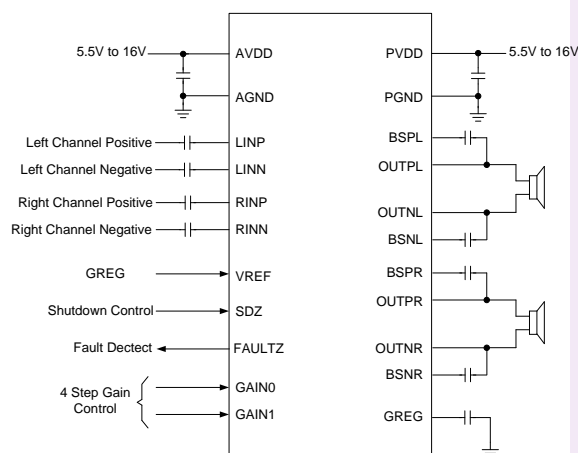 5.5V to 16V
AVDD
PVDD
5.5V to 16V
AGND
PGND
Left Channel Positive
LINP
BSPL
Left Channel Negative
LINN
OUTPL
Right Channel Positive
RINP
OUTNL
Right Channel Negative
RINN
BSNL
GREG
VREF
BSPR
Shutdown Control
SDZ
OUTPR
Fault Dectect
FAULTZ
OUTNR
4 Step Gain
Control
GAIN0
BSNR
GAIN1
GREG